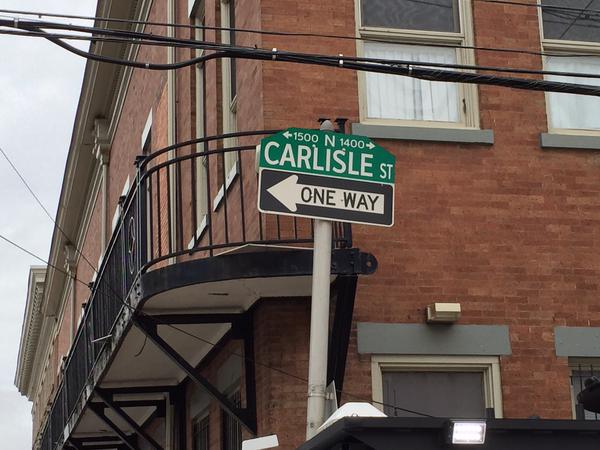 ←1500 N 1400→
CARLISLE ST
ONE WAY